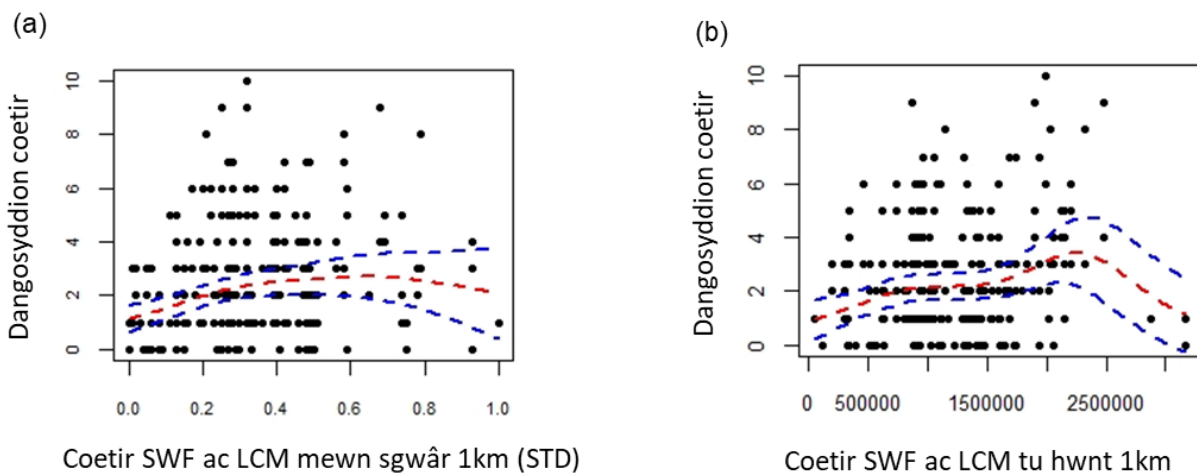 (a)
Dangosyddion coetir
10
8
6
4
2
0
0.0 0.2 0.4 0.6 0.8 1.0
Coetir SWF ac LCM mewn sgwâr 1km (STD)
(b)
Dangosyddion coetir
10
8
6
4
2
0
0 500000 1500000 2500000
Coetir SWF ac LCM tu hwnt 1km